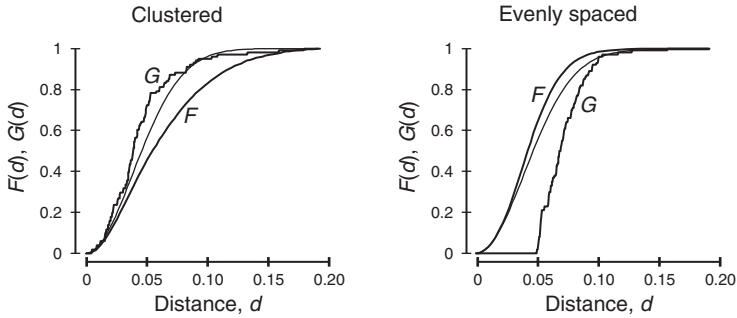 Clustered
F(d), G(d)
1
0.8
0.6
0.4
0.2
0
G
F
0
0.05
0.10
0.15
0.20
Distance, d
Evenly spaced
F(d), G(d)
1
0.8
0.6
0.4
0.2
0
F
G
0
0.05
0.10
0.15
0.20
Distance, d